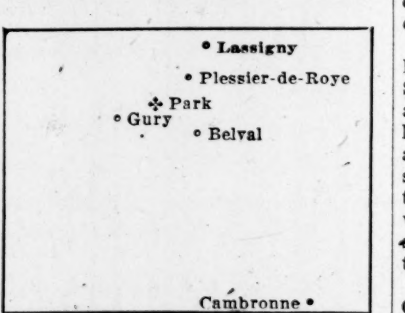 Lassigny
Plessier-de-Roye
Park
Gury
Belval
Cambronne